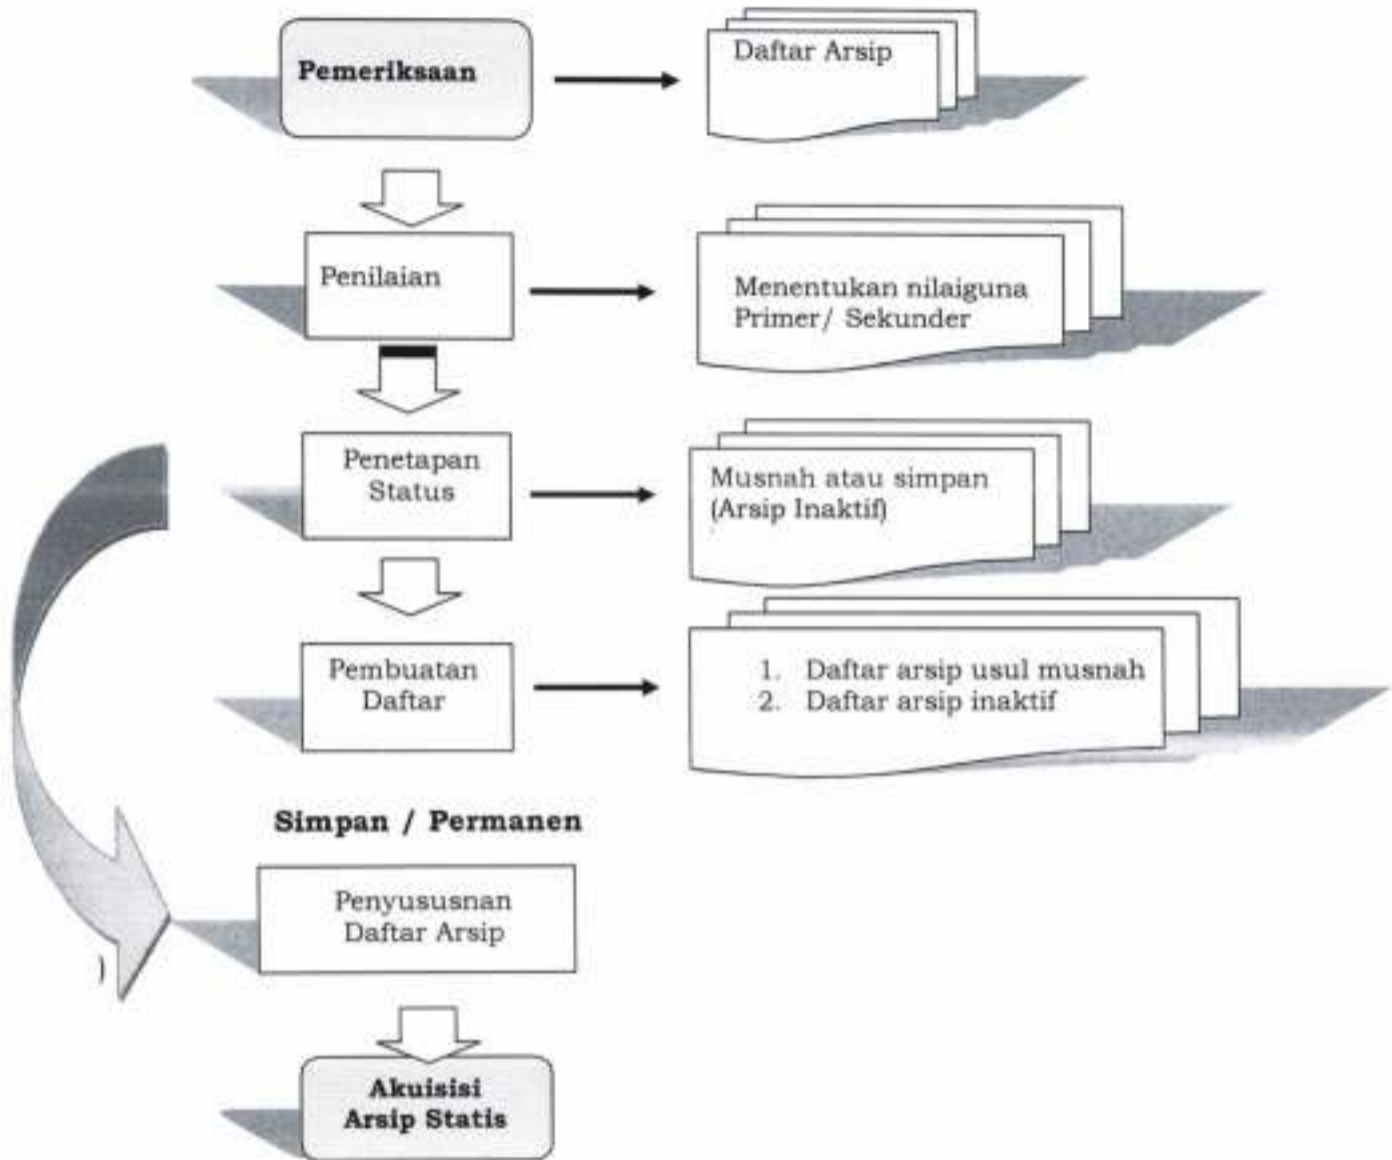 Pemeriksaan
Daftar Arsip
Penilaian
Menentukan nilaiguna
Primer/ Sekunder
Penetapan
Status
Musnah atau simpan
(Arsip Inaktif)
Pembuatan
Daftar
1. Daftar arsip usul musnah
2. Daftar arsip inaktif
Simpan / Permanen
Penyususnan
Daftar Arsip
)
Akuisisi
Arsip Statis